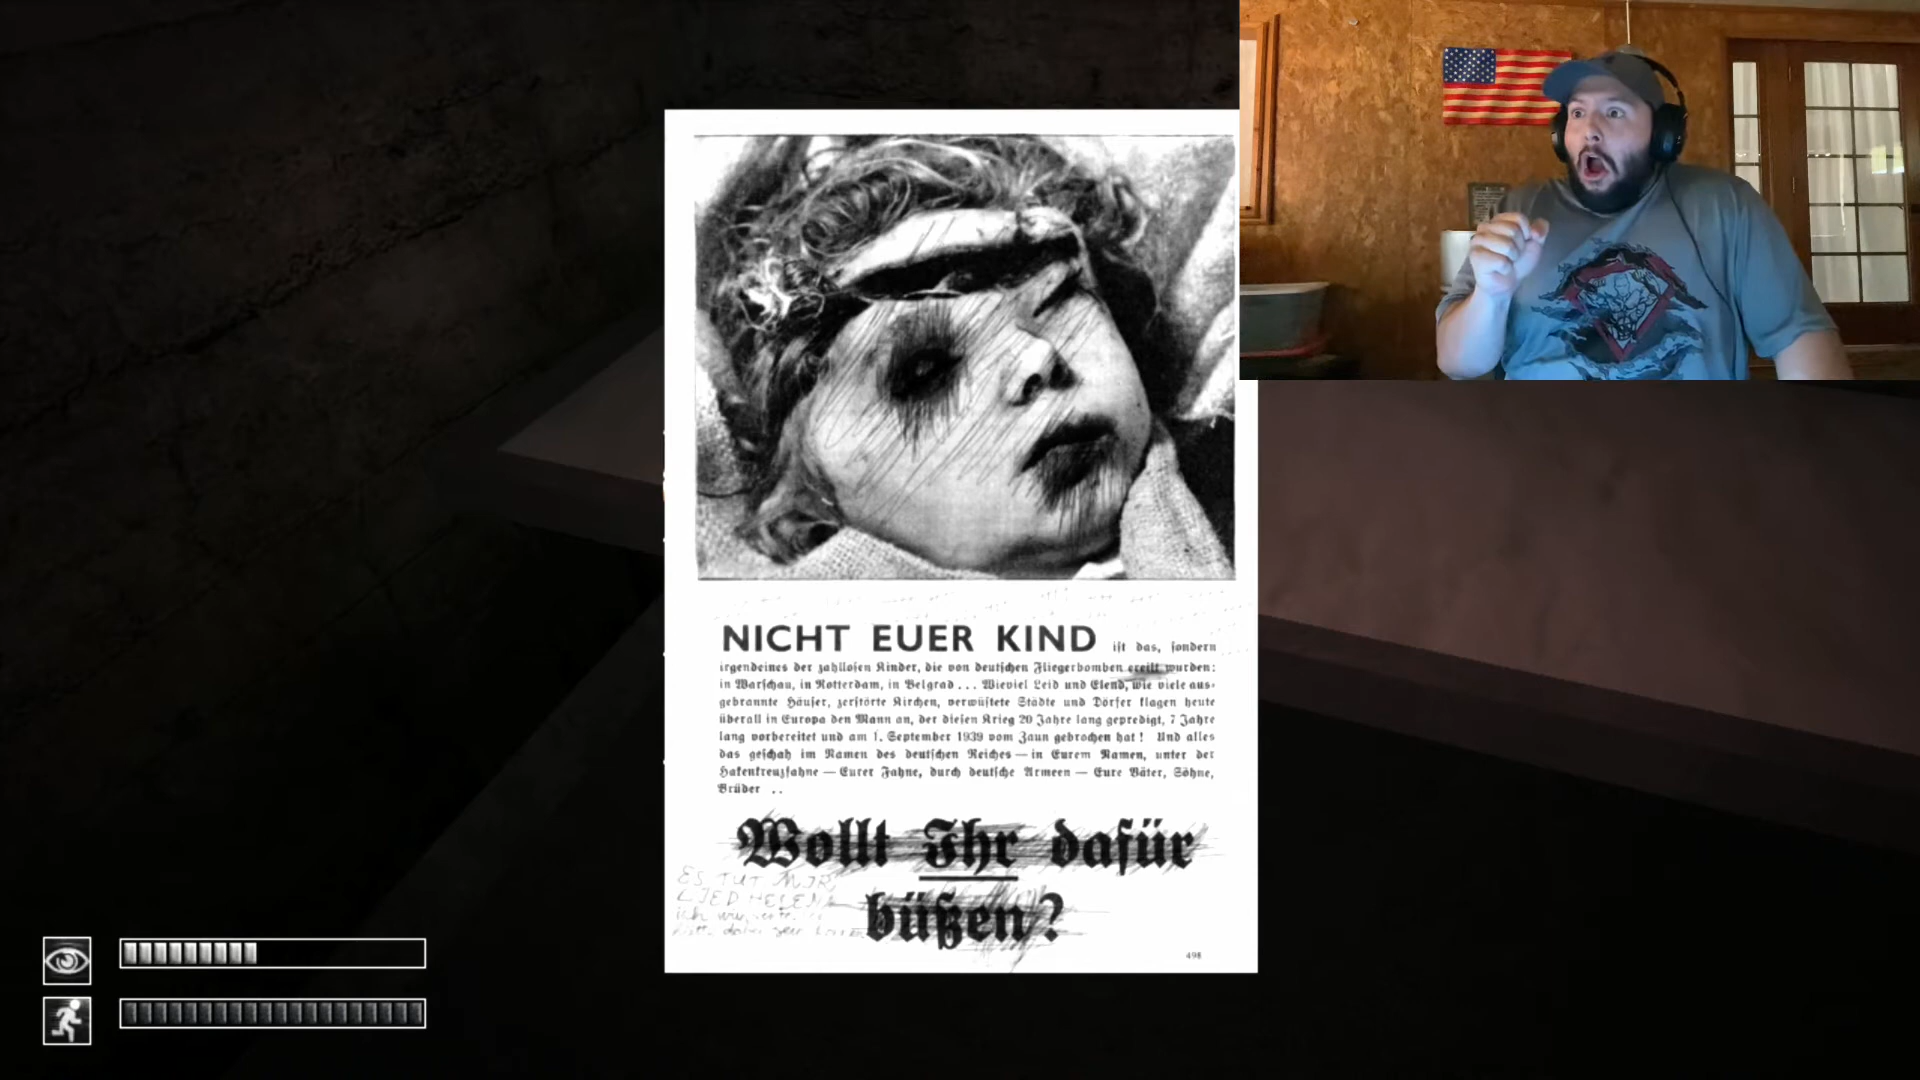 NICHT EUER KIND ist das, sondern
irgendeines der zahllosen Kinder, die von deutschen Fliegerbomben ereilt wurden:
in Warschau, in Rotterdam, in Belgrad ... Wieviel Leid und Elend, wie viele aus-
gebrannte Häuser, zerstörte Kirchen, verwüstete Städte und Dörfer klagen heute
überall in Europa den Mann an, der diesen Krieg 20 Jahre lang gepredigt, 7 Jahre
lang vorbereitet und am 1. September 1939 vom Zaun gebrochen hat! Und alles
das geschah im Namen des deutschen Reiches — in Eurem Namen, unter der
Hakenkreuzfahne — Eurer Fahne, durch deutsche Armeen — Eure Väter, Söhne,
Brüder ..
Wollt Ihr dafür
büßen?
ES TUT MIR
LIED HELENA
ich
498